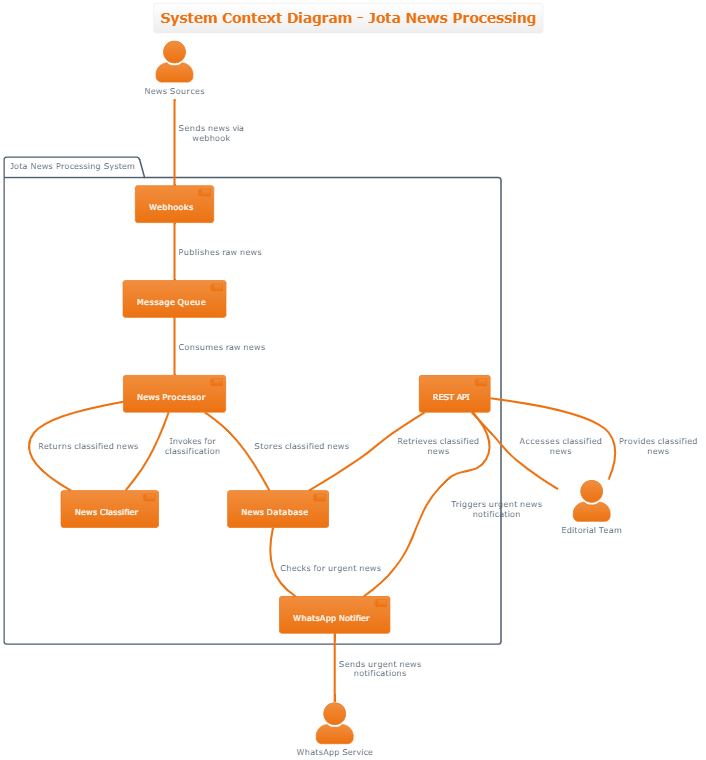 System Context Diagram - Jota News Processing
News Sources
Sends news via
webhook
Jota News Processing System
Webhooks
Publishes raw news
Message Queue
Consumes raw news
News Processor
REST API
Returns classified news
Invokes for
classification
Stores classified news
Retrieves classified
news
Accesses classified
news
Provides classified
news
News Classifier
News Database
Triggers urgent news
notification
Editorial Team
Checks for urgent news
WhatsApp Notifier
Sends urgent news
notifications
WhatsApp Service